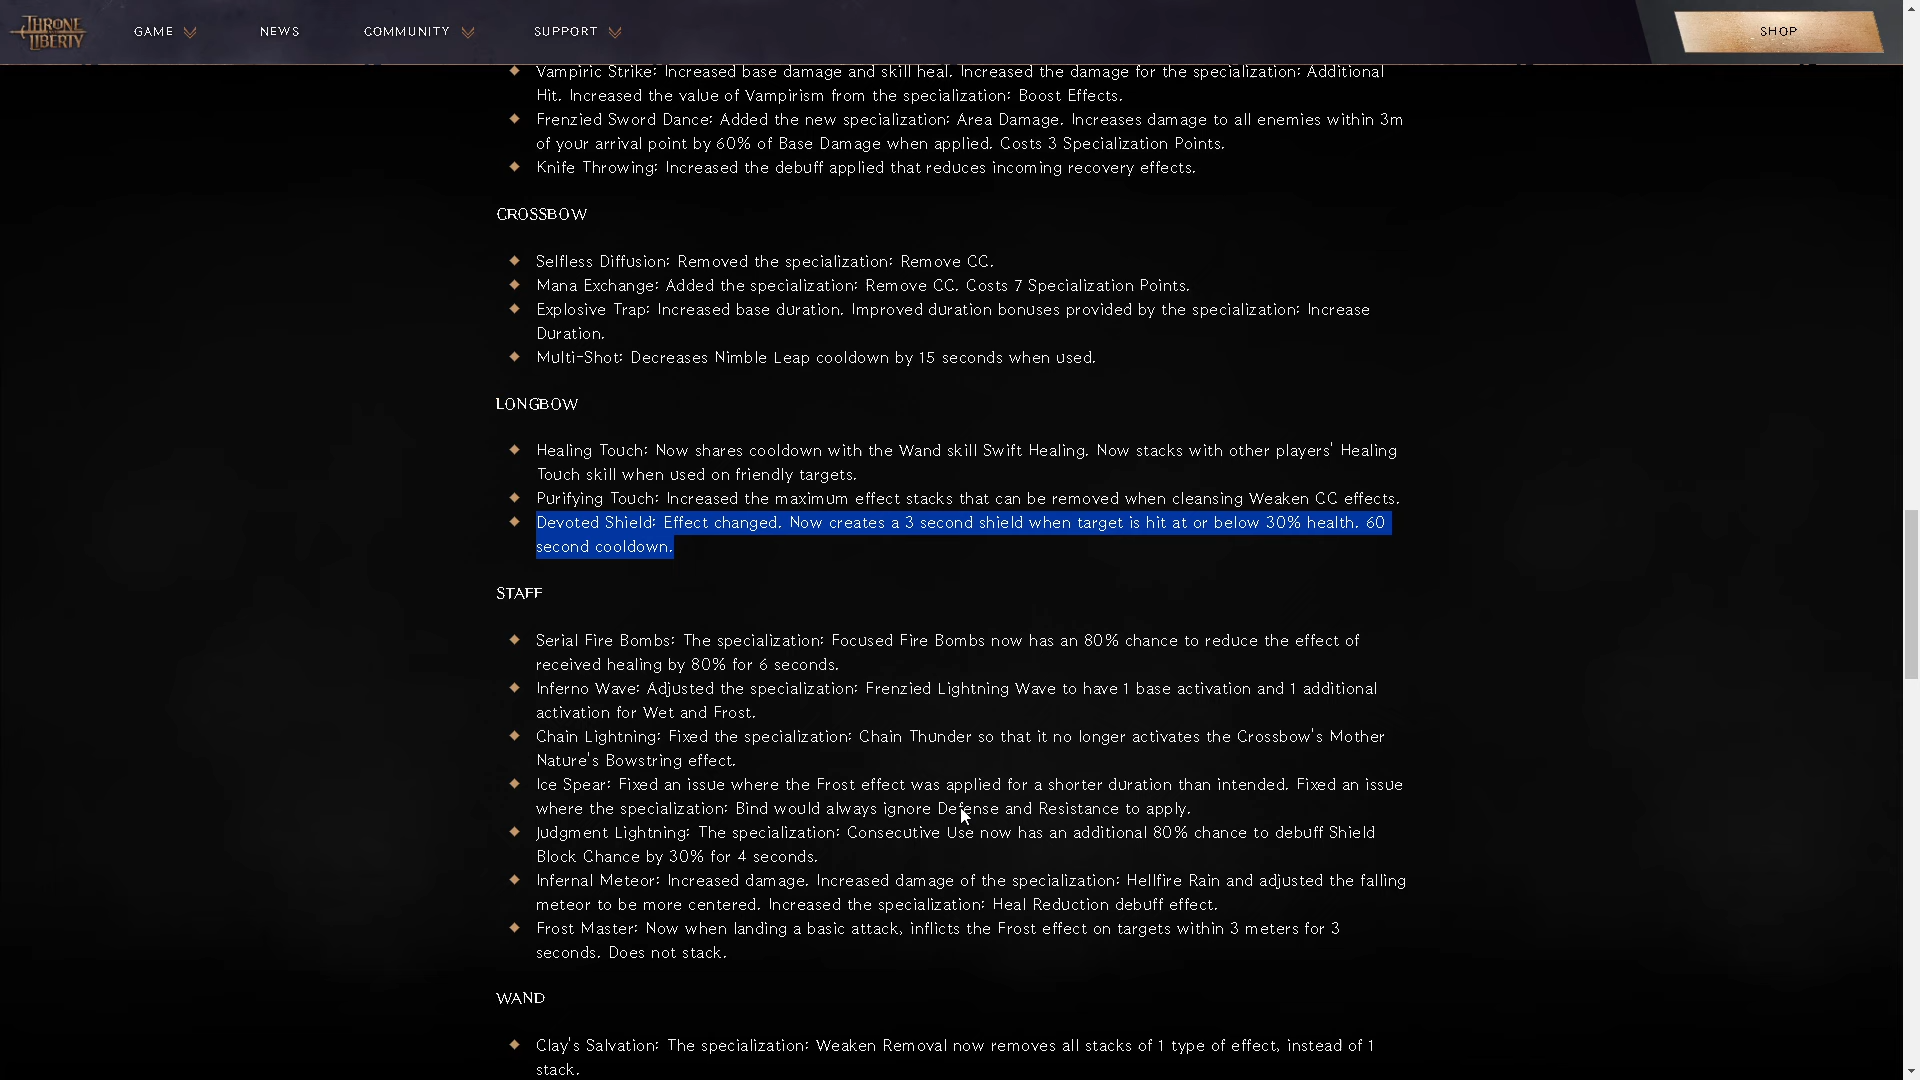 THRONE
LIBERTY
GAME
NEWS
COMMUNITY
SUPPORT
SHOP
Vampiric Strike: Increased base damage and skill heal. Increased the damage for the specialization: Additional
Hit. Increased the value of Vampirism from the specialization: Boost Effects.
Frenzied Sword Dance: Added the new specialization: Area Damage. Increases damage to all enemies within 3m
of your arrival point by 60% of Base Damage when applied. Costs 3 Specialization Points.
Knife Throwing: Increased the debuff applied that reduces incoming recovery effects.
CROSSBOW
Selfless Diffusion: Removed the specialization: Remove CC.
Mana Exchange: Added the specialization: Remove CC. Costs 7 Specialization Points.
Explosive Trap: Increased base duration. Improved duration bonuses provided by the specialization: Increase
Duration.
Multi-Shot: Decreases Nimble Leap cooldown by 15 seconds when used.
LONGBOW
Healing Touch: Now shares cooldown with the Wand skill Swift Healing. Now stacks with other players' Healing
Touch skill when used on friendly targets.
Purifying Touch: Increased the maximum effect stacks that can be removed when cleansing Weaken CC effects.
Devoted Shield: Effect changed. Now creates a 3 second shield when target is hit at or below 30% health. 60
second cooldown.
STAFF
Serial Fire Bombs: The specialization: Focused Fire Bombs now has an 80% chance to reduce the effect of
received healing by 80% for 6 seconds.
Inferno Wave: Adjusted the specialization: Frenzied Lightning Wave to have 1 base activation and 1 additional
activation for Wet and Frost.
Chain Lightning: Fixed the specialization: Chain Thunder so that it no longer activates the Crossbow's Mother
Nature's Bowstring effect.
Ice Spear: Fixed an issue where the Frost effect was applied for a shorter duration than intended. Fixed an issue
where the specialization: Bind would always ignore Defense and Resistance to apply.
Judgment Lightning: The specialization: Consecutive Use now has an additional 80% chance to debuff Shield
Block Chance by 30% for 4 seconds.
Infernal Meteor: Increased damage. Increased damage of the specialization: Hellfire Rain and adjusted the falling
meteor to be more centered. Increased the specialization: Heal Reduction debuff effect.
Frost Master: Now when landing a basic attack, inflicts the Frost effect on targets within 3 meters for 3
seconds. Does not stack.
WAND
Clay's Salvation: The specialization: Weaken Removal now removes all stacks of 1 type of effect, instead of 1
stack.